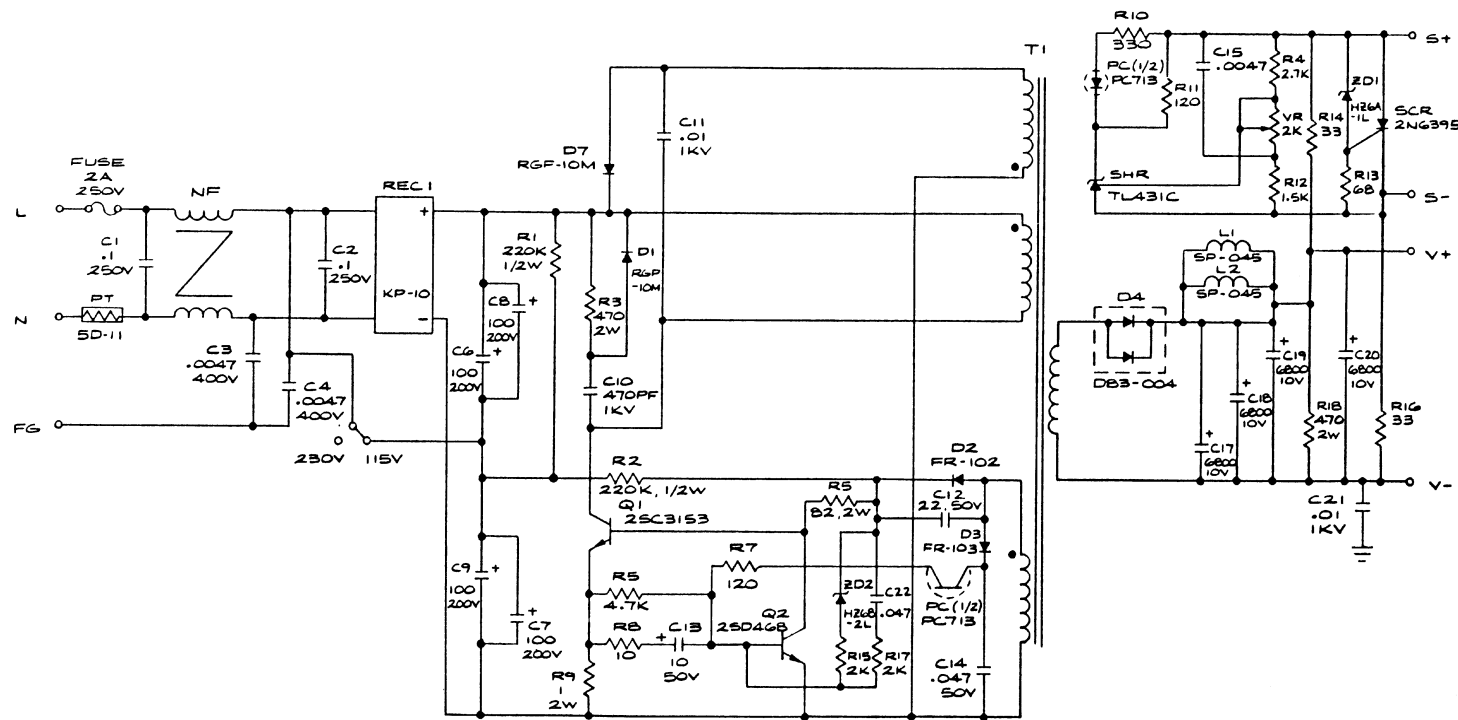 FUSE
2A
250V
L
NF
C1
.1
250V
N
PT
5D-11
C2
.1
250V
C3
.0047
400V
C4
.0047
400V
FG
230V
115V
REC 1
+
KP-10
−
D7
RGF-10M
C11
.01
1KV
R1
220K
1/2W
D1
RGP
-10M
R3
470
2W
C8
100
200V
+
C6
100
200V
+
C10
470PF
1KV
R2
220K, 1/2W
Q1
2SC3153
C9
100
200V
+
C7
100
200V
+
R5
4.7K
R8
10
C13
10
50V
+
R9
1
2W
R7
120
Q2
2SD468
R5
82, 2W
D2
FR-102
C12
22, 50V
D3
FR-103
ZD2
HZ6B
-2L
C22
.047
PC (1/2)
PC713
R15
2K
R17
2K
C14
.047
50V
T1
R10
330
PC (1/2)
PC713
R11
120
C15
.0047
R4
2.7K
VR
2K
R12
1.5K
SHR
TL431C
R14
33
ZD1
HZ6A
-1L
SCR
2N6395
R13
68
S+
S-
L1
SP-045
L2
SP-045
V+
D4
DB3-004
C17
6800
10V
+
C18
6800
10V
+
C19
6800
10V
+
C20
6800
10V
+
R18
470
2W
R16
33
V-
C21
.01
1KV